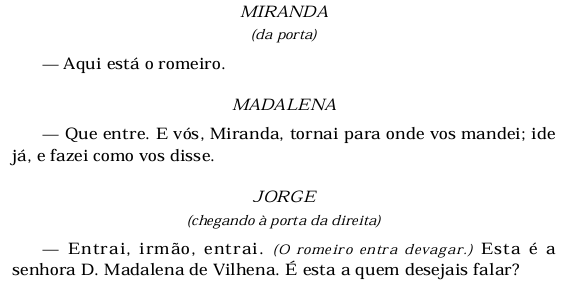 MIRANDA
(da porta)
— Aqui está o romeiro.
MADALENA
— Que entre. E vós, Miranda, tornai para onde vos mandei; ide
já, e fazei como vos disse.
JORGE
(chegando à porta da direita)
— Entrai, irmão, entrai. (O romeiro entra devagar.) Esta é a
senhora D. Madalena de Vilhena. É esta a quem desejais falar?